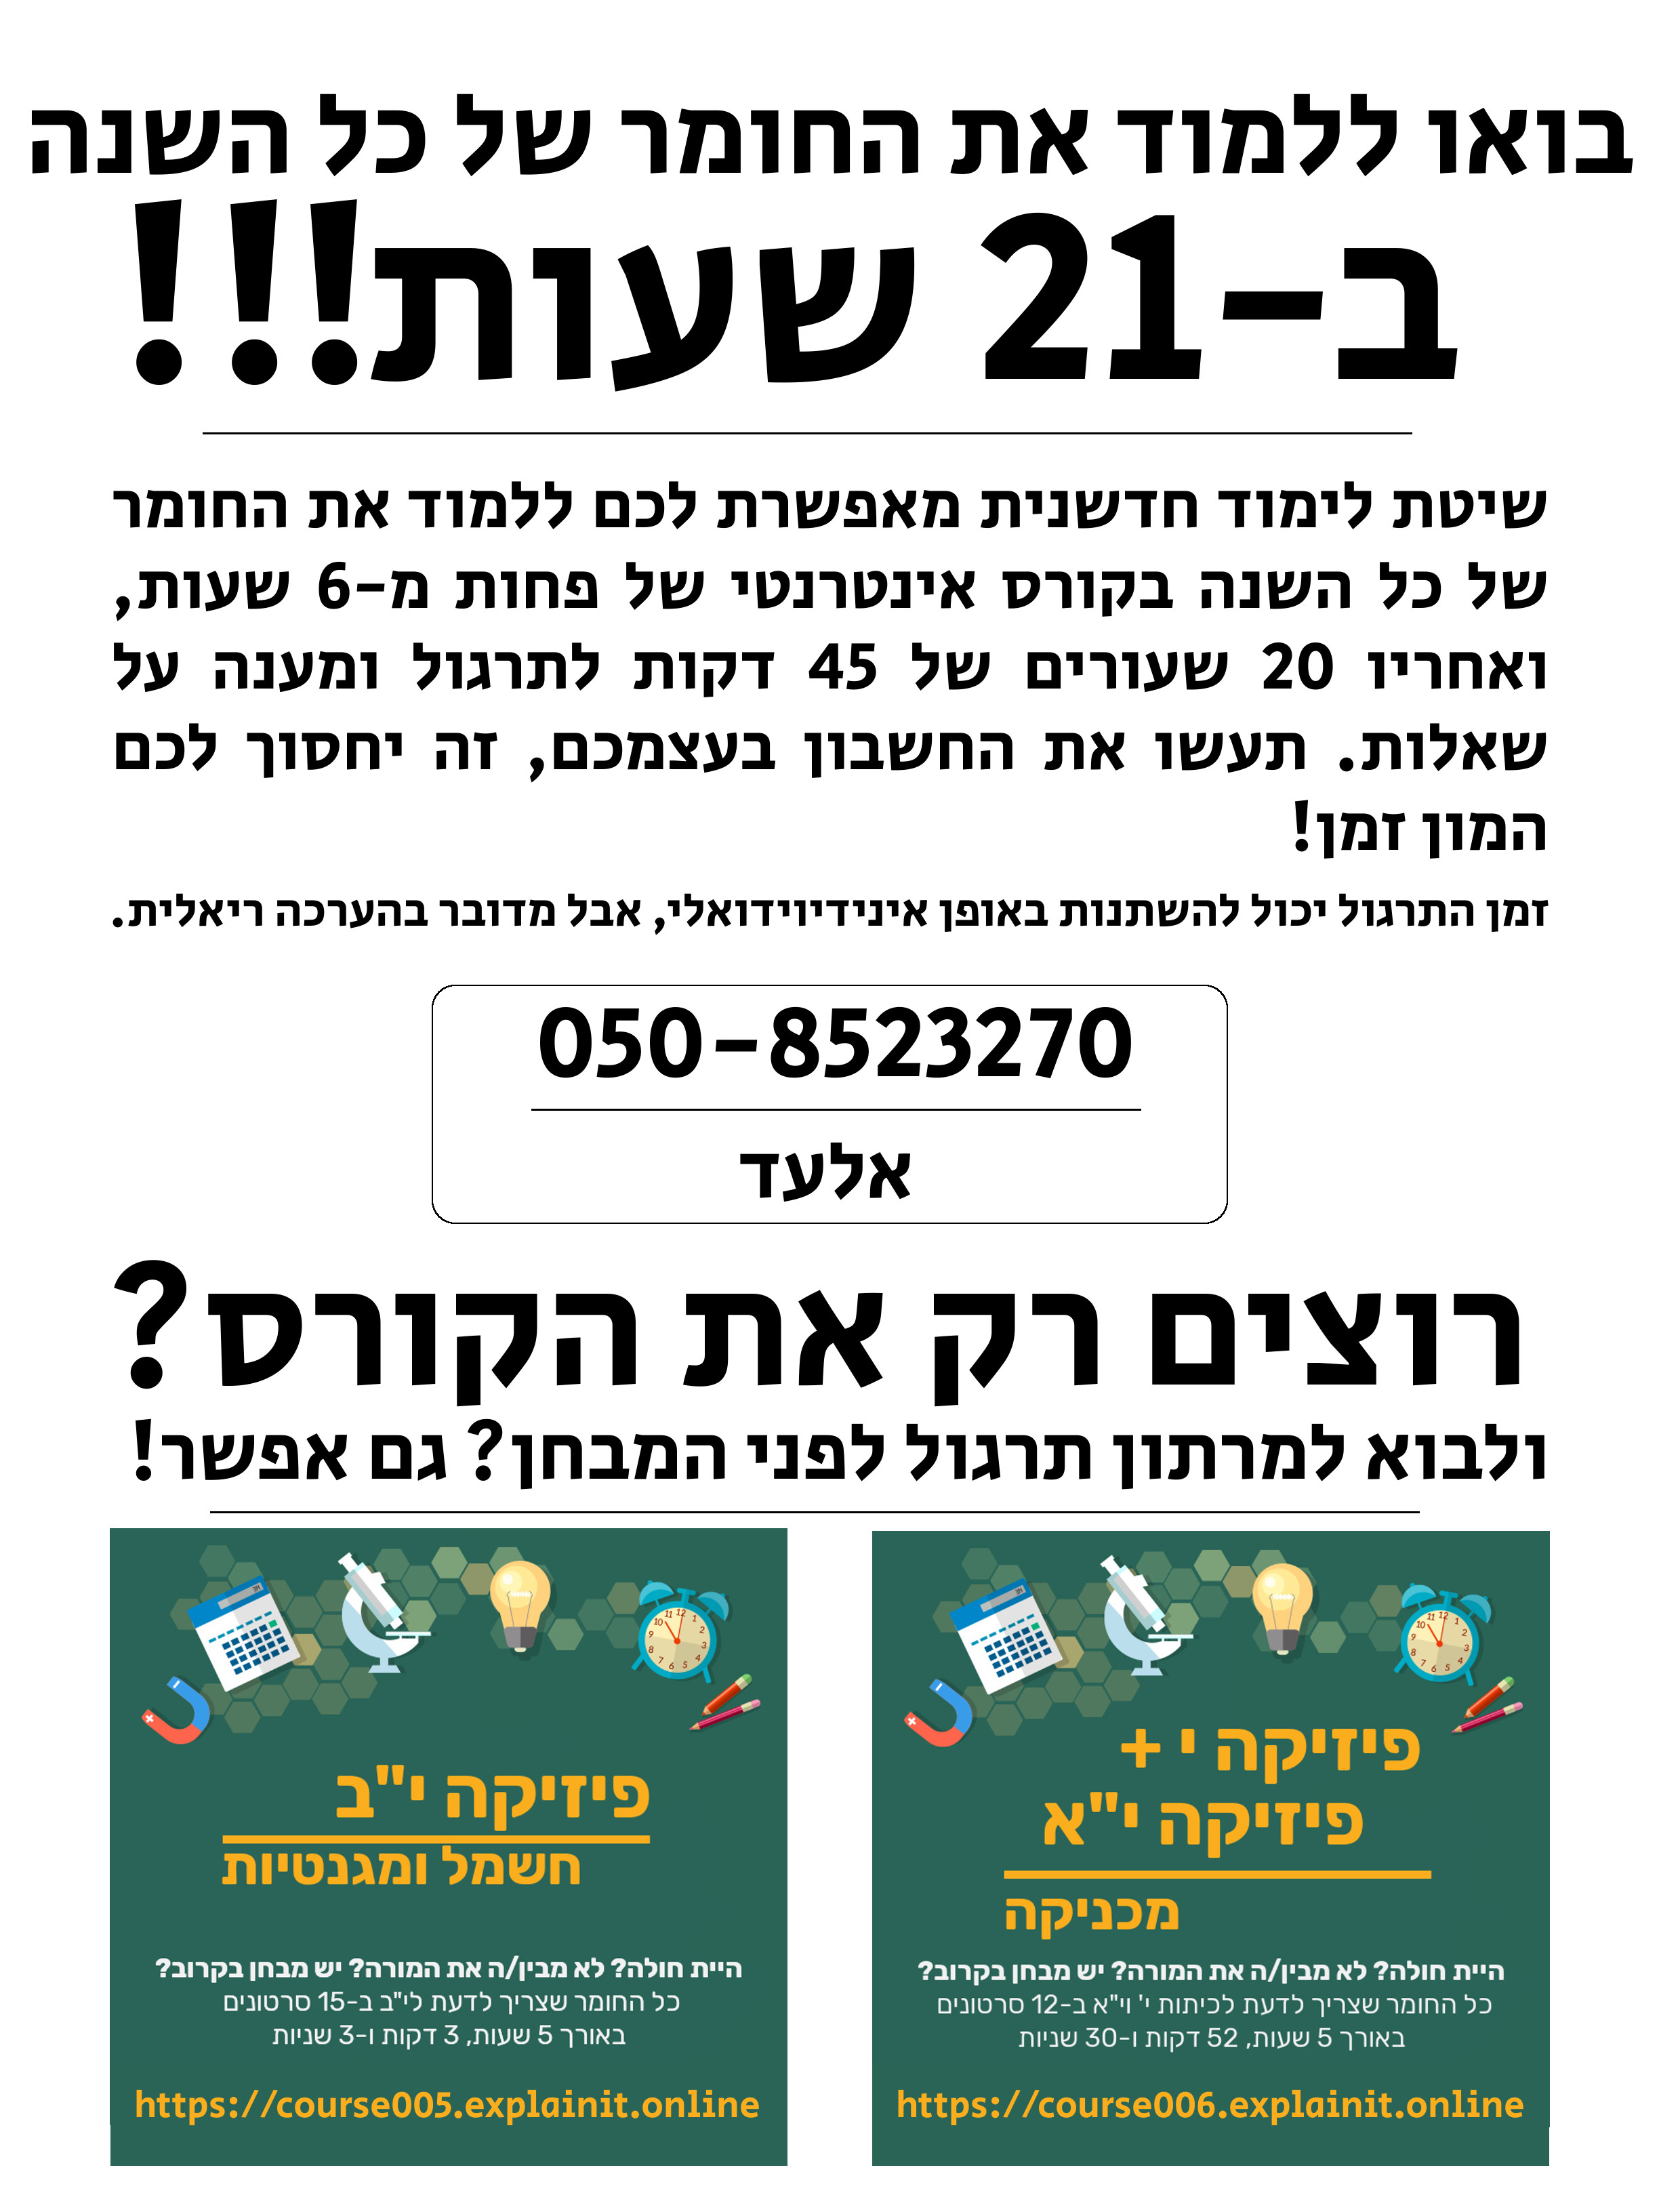 בואו ללמוד את החומר של כל השנה
ב-21 שעות!!!
שיטת לימוד חדשנית מאפשרת לכם ללמוד את החומר
של כל השנה בקורס אינטרנטי של פחות מ-6 שעות,
ואחריו 20 שעורים של 45 דקות לתרגול ומענה על
שאלות. תעשו את החשבון בעצמכם, זה יחסוך לכם
המון זמן!
זמן התרגול יכול להשתנות באופן אינידיווידואלי, אבל מדובר בהערכה ריאלית.
050-8523270
אלעד
רוצים רק את הקורס?
ולבוא למרתון תרגול לפני המבחן? גם אפשר!
פיזיקה י +
פיזיקה י"א
מכניקה
היית חולה? לא מבין/ה את המורה? יש מבחן בקרוב?
כל החומר שצריך לדעת לכיתות י' וי"א ב-12 סרטונים
באורך 5 שעות, 52 דקות ו-30 שניות
https://course006.explainit.online
פיזיקה י"ב
חשמל ומגנטיות
היית חולה? לא מבין/ה את המורה? יש מבחן בקרוב?
כל החומר שצריך לדעת לי"ב ב-15 סרטונים
באורך 5 שעות, 3 דקות ו-3 שניות
https://course005.explainit.online